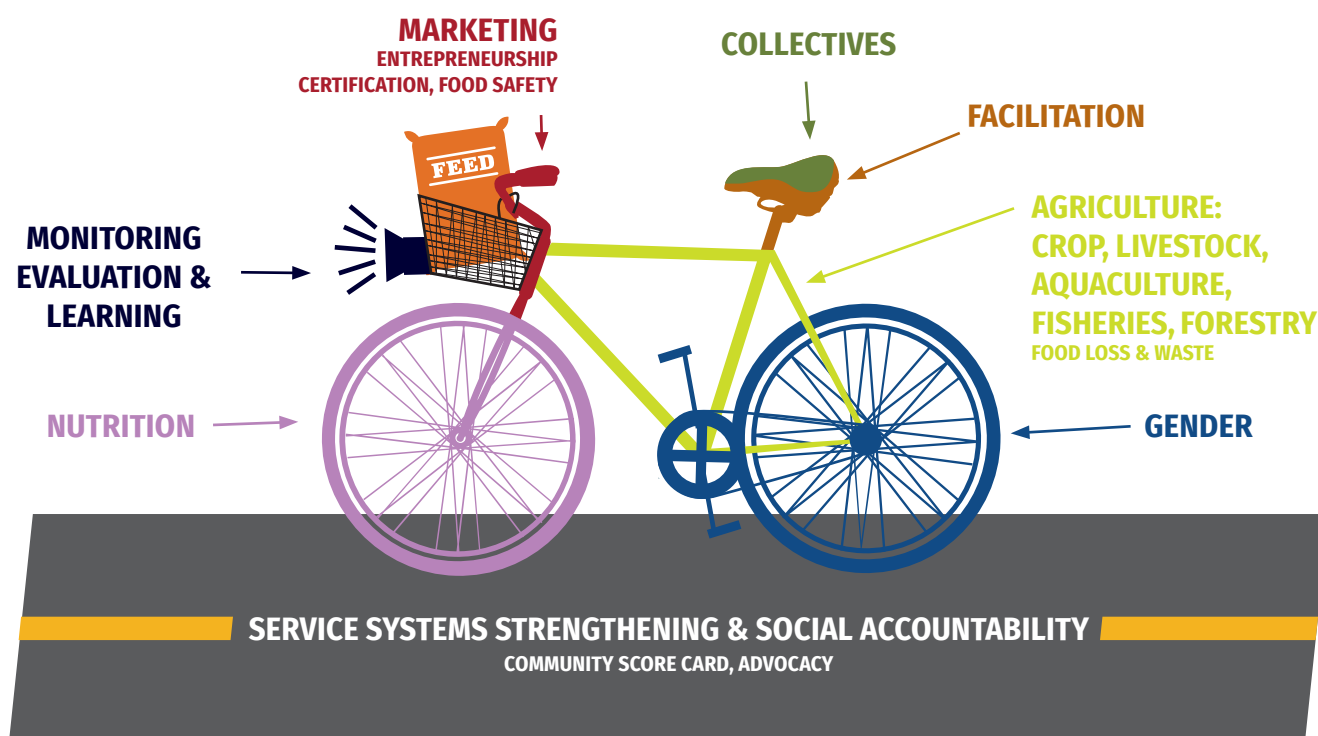 MARKETING
ENTREPRENEURSHIP
CERTIFICATION, FOOD SAFETY
COLLECTIVES
FACILITATION
FEED
AGRICULTURE:
CROP, LIVESTOCK,
AQUACULTURE,
FISHERIES, FORESTRY
FOOD LOSS & WASTE
MONITORING
EVALUATION &
LEARNING
NUTRITION
GENDER
SERVICE SYSTEMS STRENGTHENING & SOCIAL ACCOUNTABILITY
COMMUNITY SCORE CARD, ADVOCACY